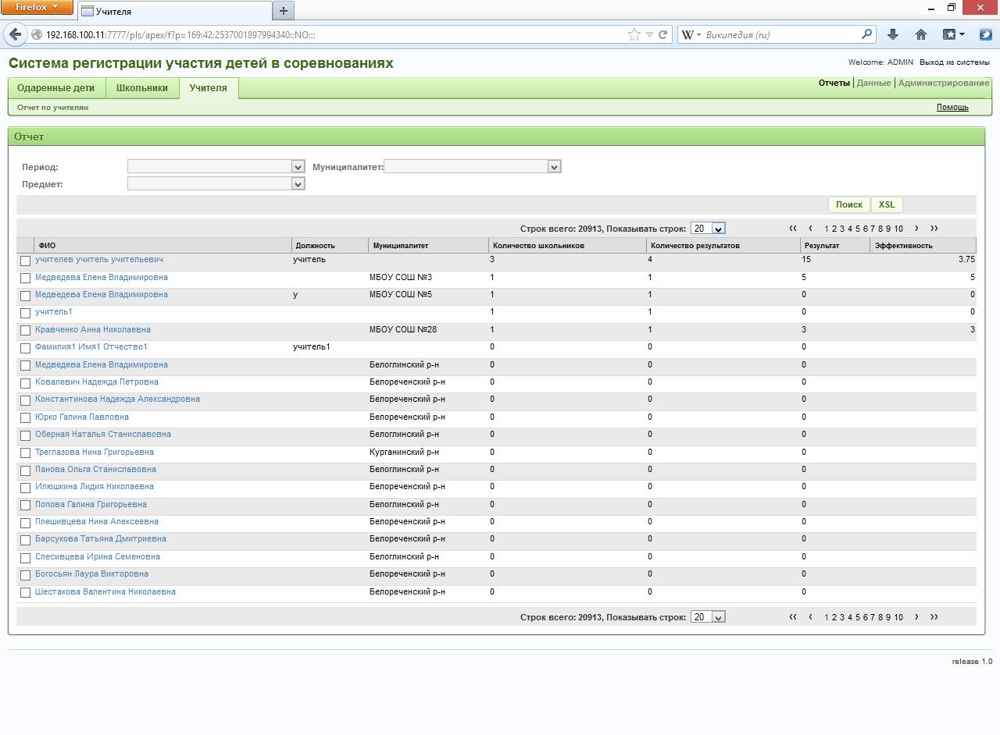 Firefox
Учителя
192.168.100.11:7777/pls/apex/f?p=169:42:2537001897994340::NO:::
W Википедия (ru)
Система регистрации участия детей в соревнованиях
Welcome: ADMIN Выход из системы
Одаренные дети Школьники Учителя
Отчеты Данные Администрирование
Отчет по учителям
Помощь
Отчет
Период: Муниципалитет:
Предмет:
Поиск XSL
Строк всего: 20913, Показывать строк: 20 ‹‹ ‹ 1 2 3 4 5 6 7 8 9 10 › ››
ФИО Должность Муниципалитет Количество школьников Количество результатов Результат Эффективность
учителев учитель учительевич учитель 3 4 15 3.75
Медведева Елена Владимировна МБОУ СОШ №3 1 1 5 5
Медведева Елена Владимировна у МБОУ СОШ №5 1 1 0 0
учитель1 1 1 0 0
Кравченко Анна Николаевна МБОУ СОШ №28 1 1 3 3
Фамилия1 Имя1 Отчество1 учитель1 0 0 0
Медведева Елена Владимировна Белоглинский р-н 0 0 0
Ковалевич Надежда Петровна Белореченский р-н 0 0 0
Константинова Надежда Александровна Белореченский р-н 0 0 0
Юрко Галина Павловна Белореченский р-н 0 0 0
Оберная Наталья Станиславовна Белоглинский р-н 0 0 0
Треглазова Нина Григорьевна Курганинский р-н 0 0 0
Панова Ольга Станиславовна Белоглинский р-н 0 0 0
Илюшкина Лидия Николаевна Белореченский р-н 0 0 0
Попова Галина Григорьевна Белоглинский р-н 0 0 0
Плешивцева Нина Алексеевна Белореченский р-н 0 0 0
Барсукова Татьяна Дмитриевна Белореченский р-н 0 0 0
Спесивцева Ирина Семеновна Белоглинский р-н 0 0 0
Богосьян Лаура Викторовна Белореченский р-н 0 0 0
Шестакова Валентина Николаевна Белореченский р-н 0 0 0
Строк всего: 20913, Показывать строк: 20 ‹‹ ‹ 1 2 3 4 5 6 7 8 9 10 › ››
release 1.0